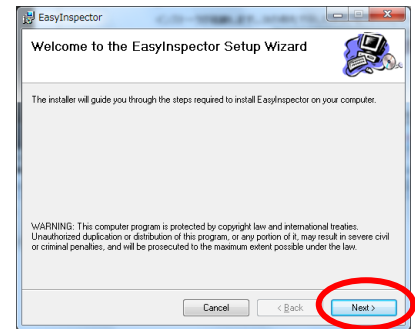 EasyInspector
Welcome to the EasyInspector Setup Wizard
The installer will guide you through the steps required to install EasyInspector on your computer.
WARNING: This computer program is protected by copyright law and international treaties.
Unauthorized duplication or distribution of this program, or any portion of it, may result in severe civil
or criminal penalties, and will be prosecuted to the maximum extent possible under the law.
Cancel
< Back
Next >